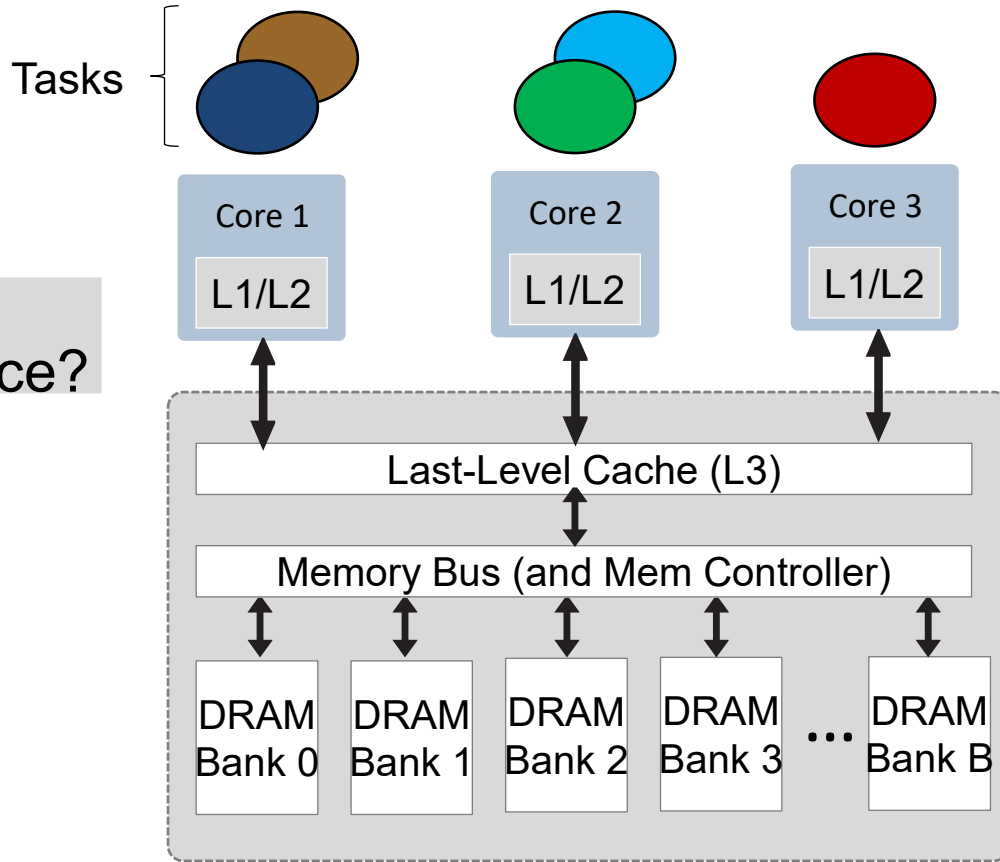 Tasks
Core 1
Core 2
Core 3
L1/L2
L1/L2
L1/L2
ce?
Last-Level Cache (L3)
Memory Bus (and Mem Controller)
DRAM
Bank 0
DRAM
Bank 1
DRAM
Bank 2
DRAM
Bank 3
...
DRAM
Bank B